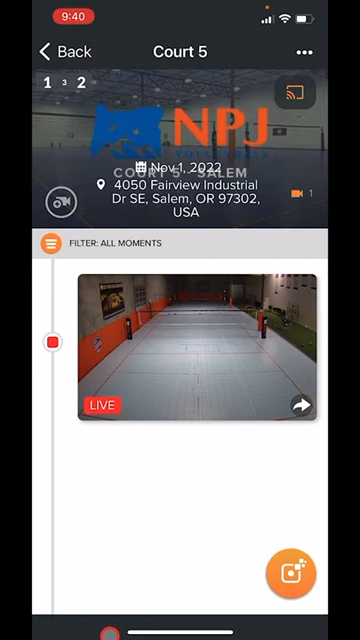 9:40
Back
Court 5
1 3 2
NPJ
VOLLEYBALL
COURT 5 - SALEM
Nov 1, 2022
4050 Fairview Industrial
Dr SE, Salem, OR 97302,
USA
1
FILTER: ALL MOMENTS
LIVE